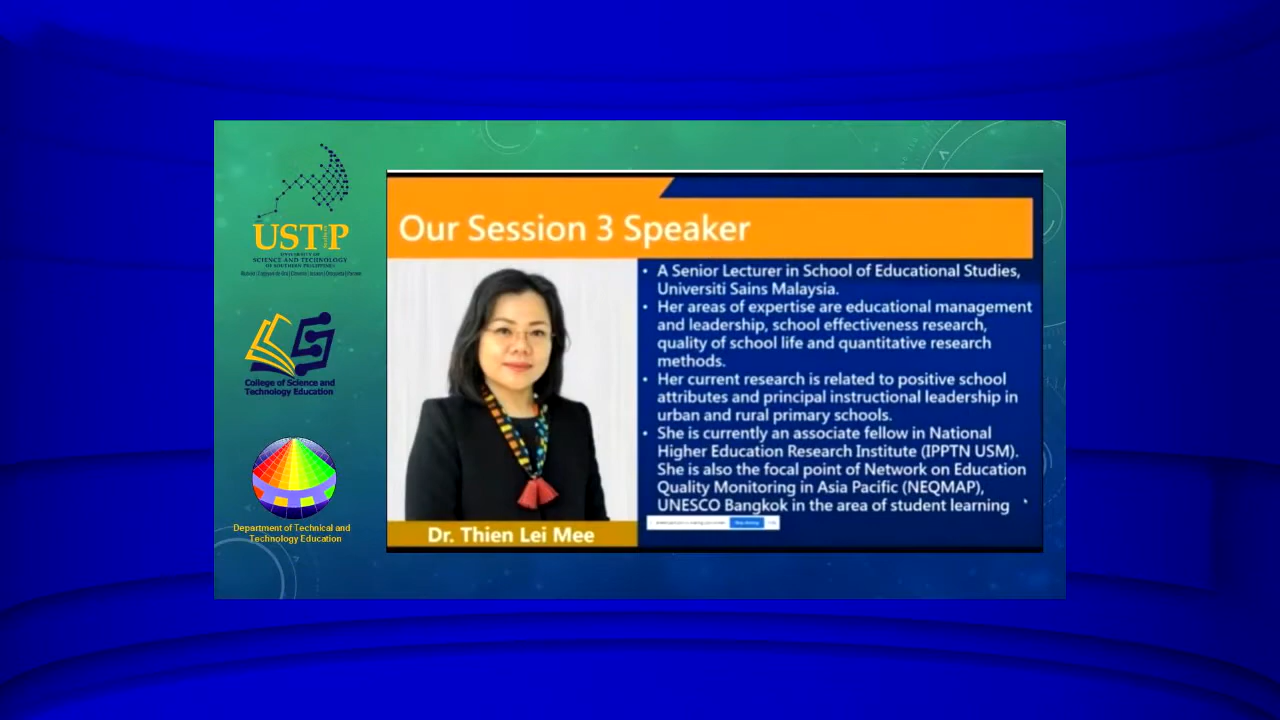 USTP
UNIVERSITY OF
SCIENCE AND TECHNOLOGY
OF SOUTHERN PHILIPPINES
College of Science and
Technology Education
Department of Technical and
Technology Education
Our Session 3 Speaker
Dr. Thien Lei Mee
• A Senior Lecturer in School of Educational Studies,
Universiti Sains Malaysia.
• Her areas of expertise are educational management
and leadership, school effectiveness research,
quality of school life and quantitative research
methods.
• Her current research is related to positive school
attributes and principal instructional leadership in
urban and rural primary schools.
• She is currently an associate fellow in National
Higher Education Research Institute (IPPTN USM).
She is also the focal point of Network on Education
Quality Monitoring in Asia Pacific (NEQMAP),
UNESCO Bangkok in the area of student learning